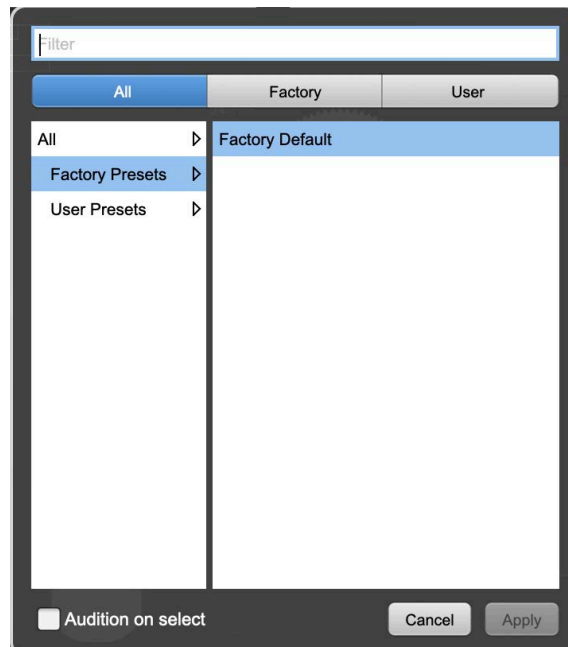 Filter
All Factory User
All Factory Default
Factory Presets
User Presets
Audition on select Cancel Apply